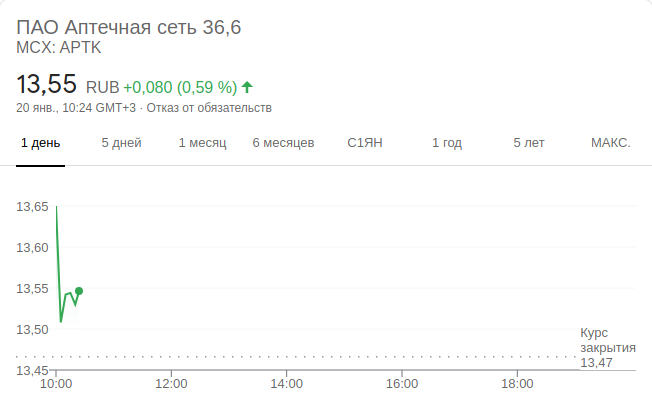 ПАО Аптечная сеть 36,6
MCX: APTK
13,55 RUB +0,080 (0,59 %)
20 янв., 10:24 GMT+3 · Отказ от обязательств
1 день 5 дней 1 месяц 6 месяцев С1ЯН 1 год 5 лет МАКС.
13,65
13,60
13,55
13,50
13,45
Курс
закрытия
13,47
10:00 12:00 14:00 16:00 18:00